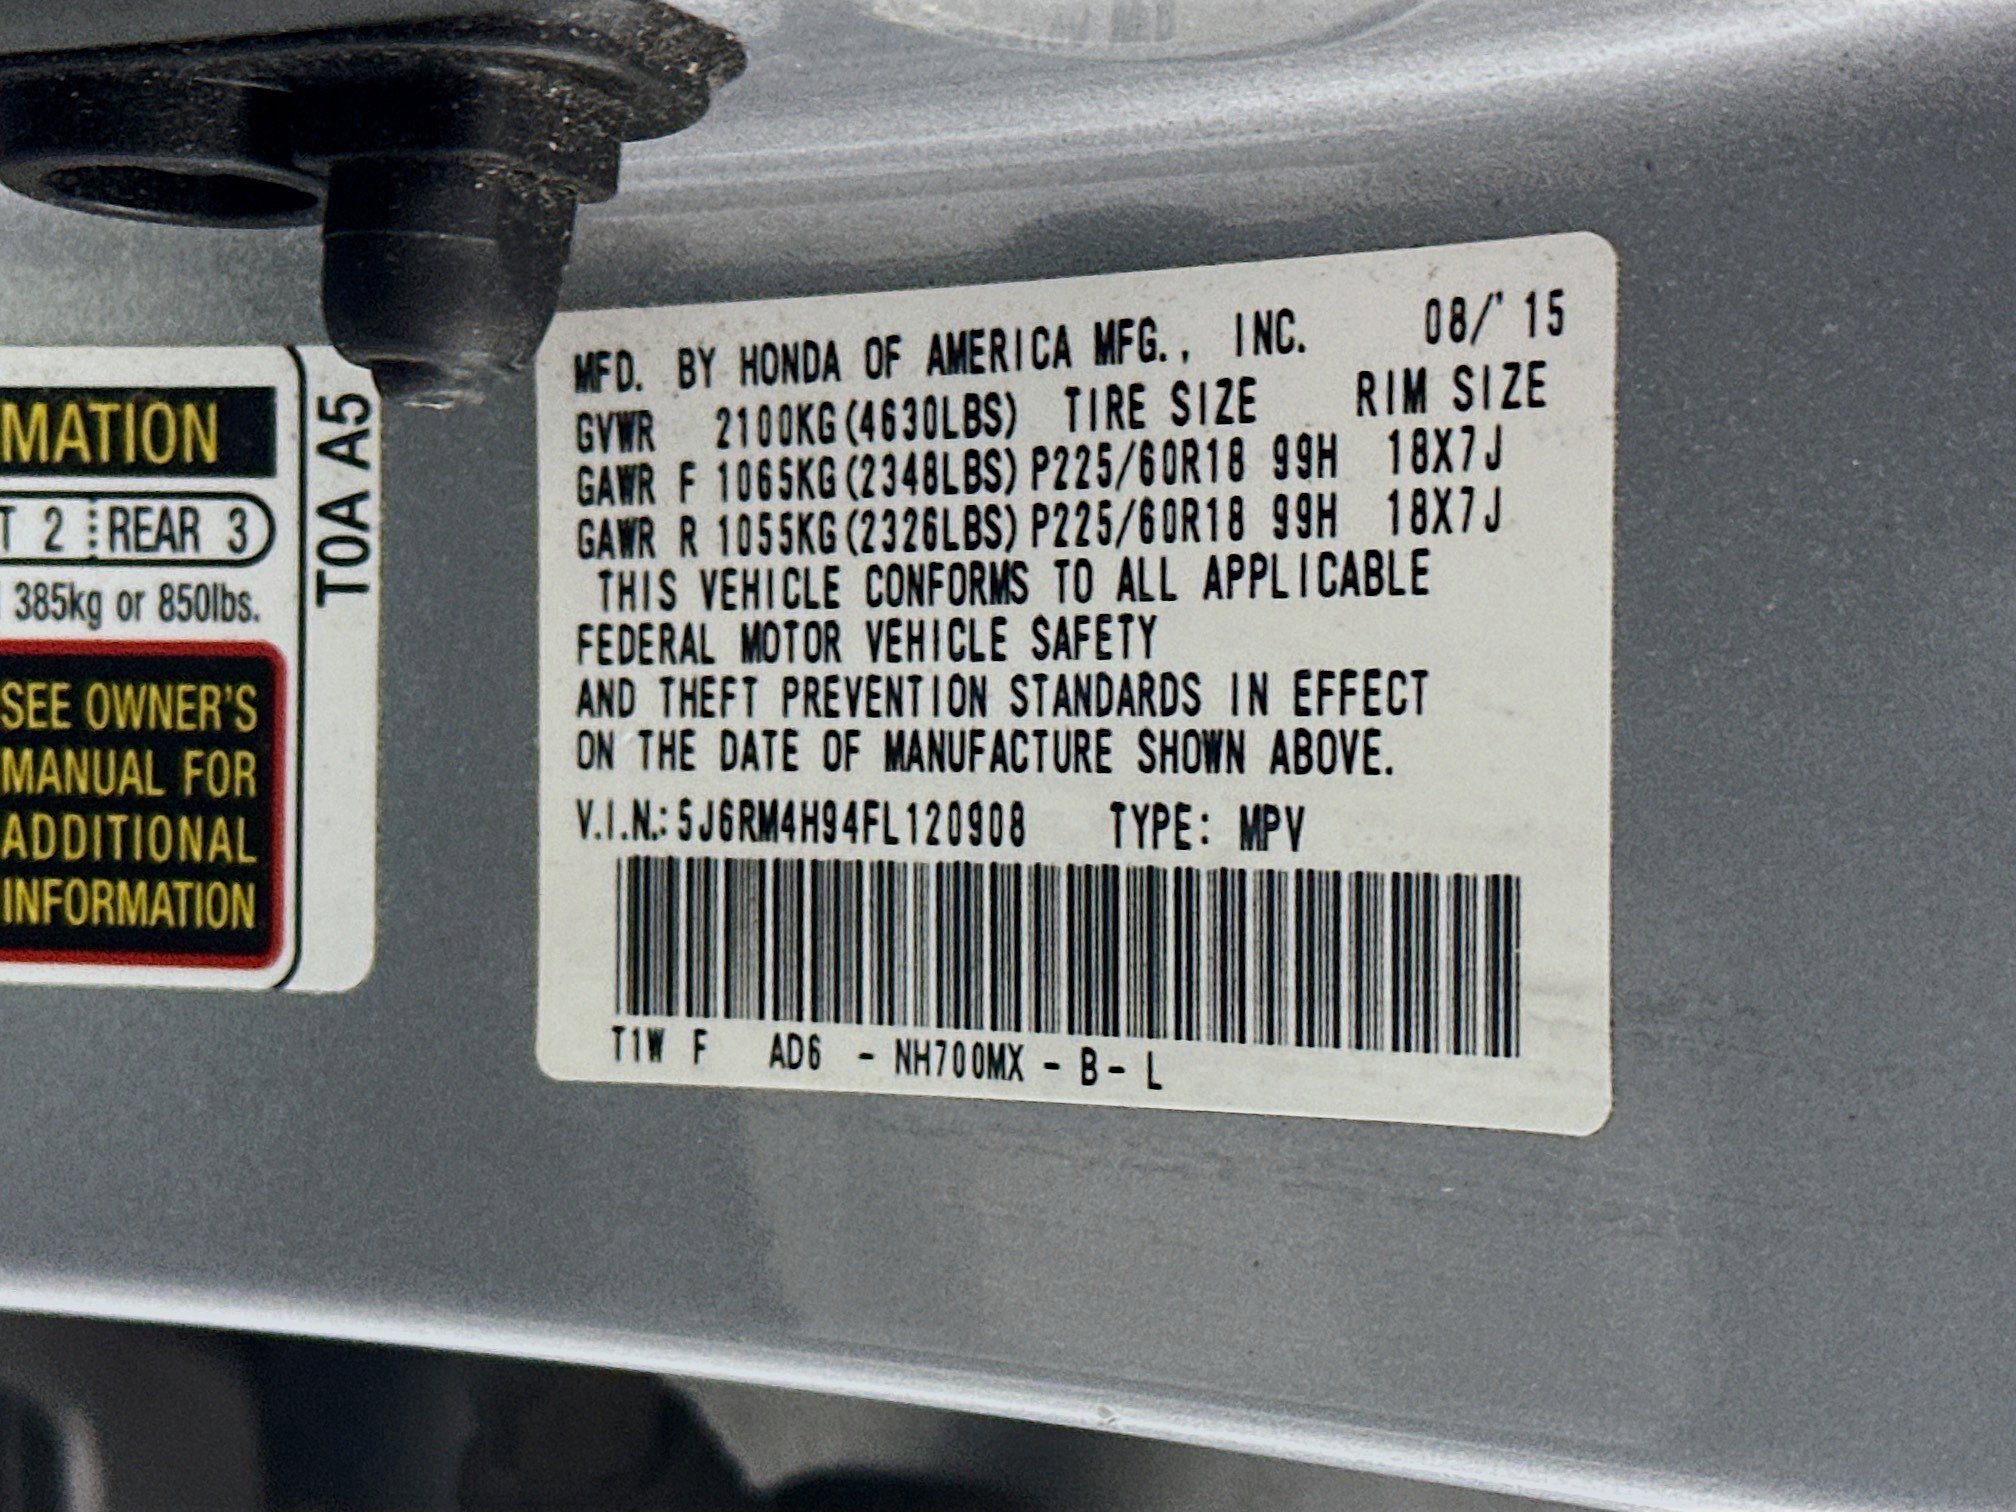 MATION
T 2 REAR 3
385kg or 850lbs.
SEE OWNER'S
MANUAL FOR
ADDITIONAL
INFORMATION
T0A A5
MFD. BY HONDA OF AMERICA MFG., INC. 08/'15
GVWR 2100KG(4630LBS) TIRE SIZE RIM SIZE
GAWR F 1065KG(2348LBS) P225/60R18 99H 18X7J
GAWR R 1055KG(2326LBS) P225/60R18 99H 18X7J
THIS VEHICLE CONFORMS TO ALL APPLICABLE
FEDERAL MOTOR VEHICLE SAFETY
AND THEFT PREVENTION STANDARDS IN EFFECT
ON THE DATE OF MANUFACTURE SHOWN ABOVE.
V.I.N.: 5J6RM4H94FL120908 TYPE: MPV
T1W F AD6 - NH700MX - B - L